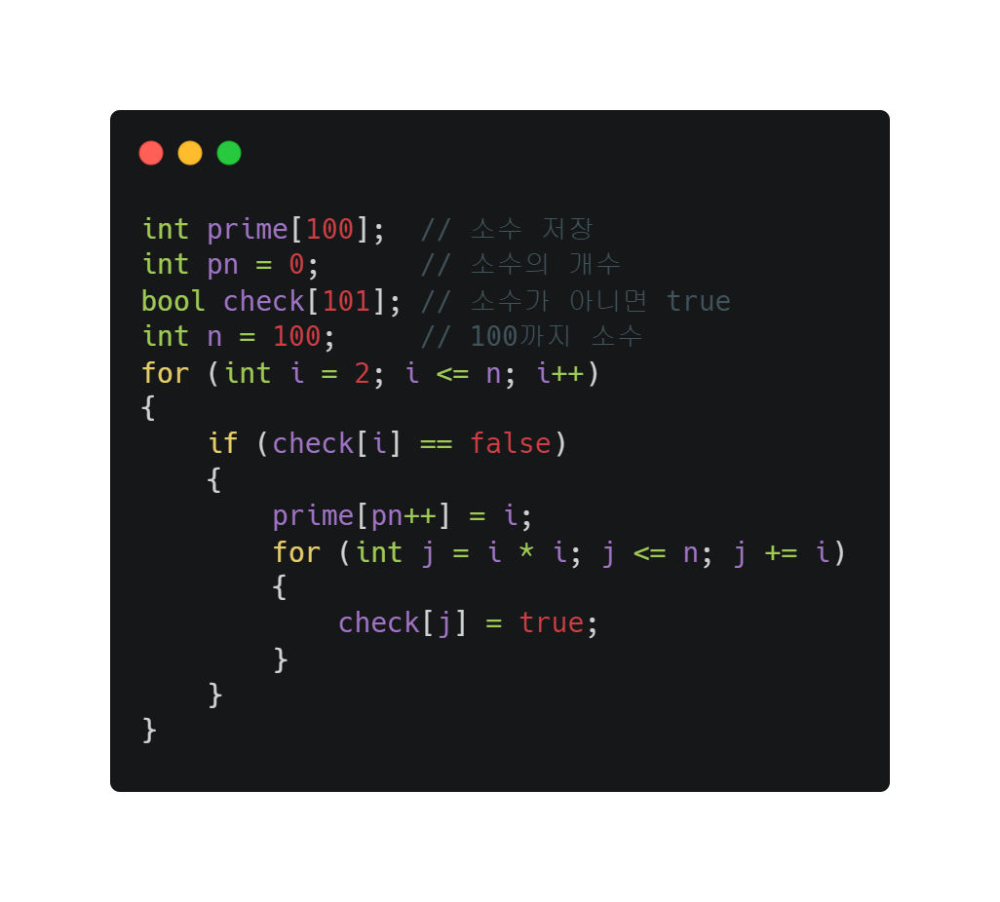 int prime[100];  // 소수 저장
int pn = 0;      // 소수의 개수
bool check[101]; // 소수가 아니면 true
int n = 100;     // 100까지 소수
for (int i = 2; i <= n; i++)
{
    if (check[i] == false)
    {
        prime[pn++] = i;
        for (int j = i * i; j <= n; j += i)
        {
            check[j] = true;
        }
    }
}